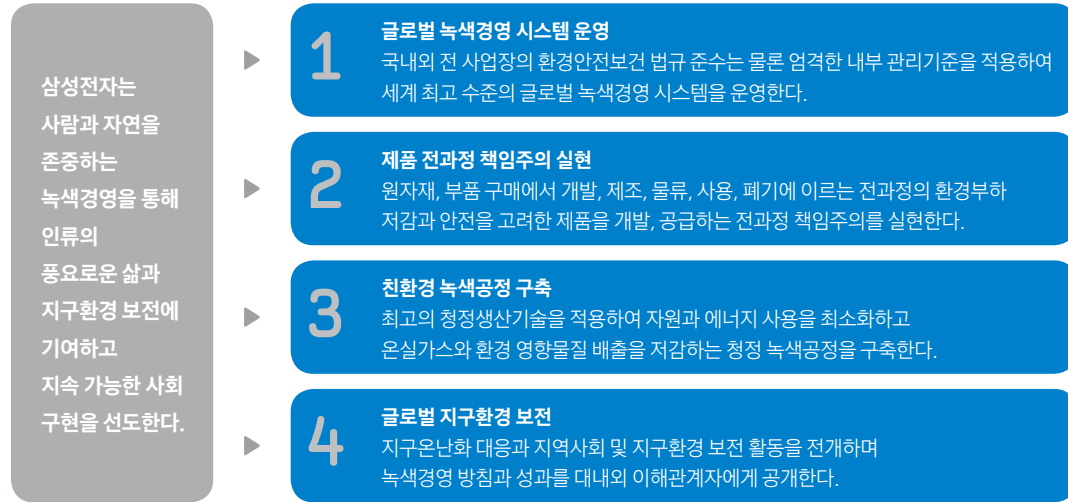 삼성전자는
사람과 자연을
존중하는
녹색경영을 통해
인류의
풍요로운 삶과
지구환경 보전에
기여하고
지속 가능한 사회
구현을 선도한다.
1
글로벌 녹색경영 시스템 운영
국내외 전 사업장의 환경안전보건 법규 준수는 물론 엄격한 내부 관리기준을 적용하여
세계 최고 수준의 글로벌 녹색경영 시스템을 운영한다.
2
제품 전과정 책임주의 실현
원자재, 부품 구매에서 개발, 제조, 물류, 사용, 폐기에 이르는 전과정의 환경부하
저감과 안전을 고려한 제품을 개발, 공급하는 전과정 책임주의를 실현한다.
3
친환경 녹색공정 구축
최고의 청정생산기술을 적용하여 자원과 에너지 사용을 최소화하고
온실가스와 환경 영향물질 배출을 저감하는 청정 녹색공정을 구축한다.
4
글로벌 지구환경 보전
지구온난화 대응과 지역사회 및 지구환경 보전 활동을 전개하며
녹색경영 방침과 성과를 대내외 이해관계자에게 공개한다.